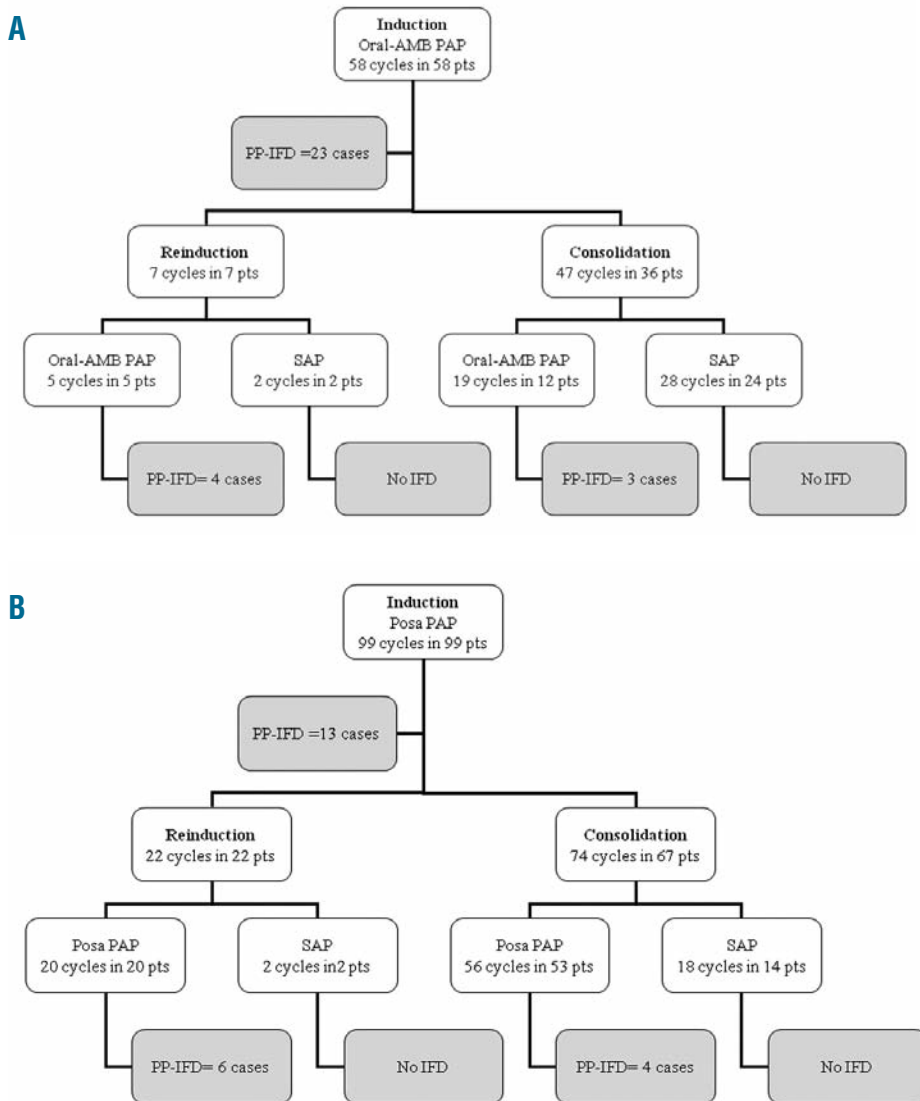 A
Induction
Oral-AMB PAP
58 cycles in 58 pts
PP-IFD =23 cases
Reinduction
7 cycles in 7 pts
Consolidation
47 cycles in 36 pts
Oral-AMB PAP
5 cycles in 5 pts
SAP
2 cycles in 2 pts
Oral-AMB PAP
19 cycles in 12 pts
SAP
28 cycles in 24 pts
PP-IFD= 4 cases
No IFD
PP-IFD= 3 cases
No IFD
B
Induction
Posa PAP
99 cycles in 99 pts
PP-IFD =13 cases
Reinduction
22 cycles in 22 pts
Consolidation
74 cycles in 67 pts
Posa PAP
20 cycles in 20 pts
SAP
2 cycles in2 pts
Posa PAP
56 cycles in 53 pts
SAP
18 cycles in 14 pts
PP-IFD= 6 cases
No IFD
PP-IFD= 4 cases
No IFD